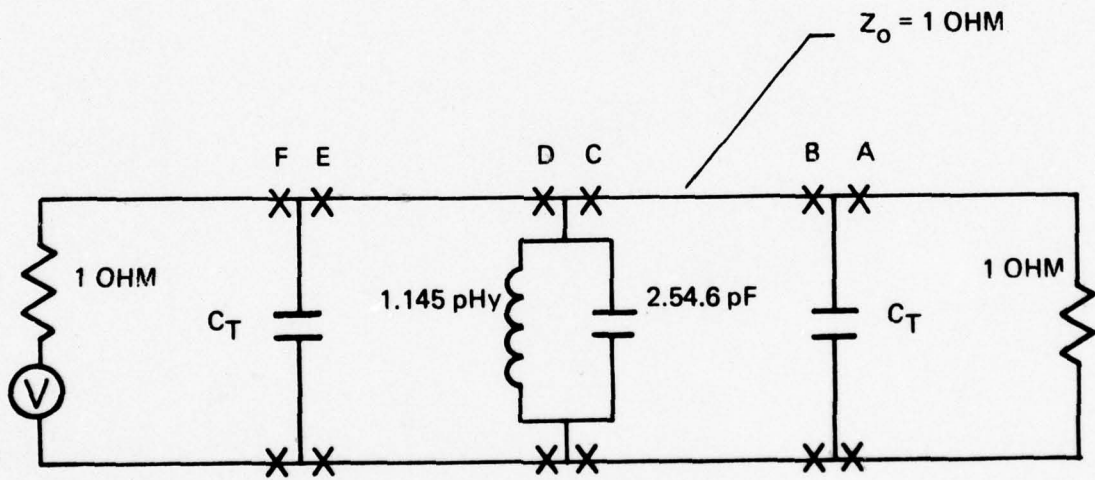 Z₀ = 1 OHM
F E D C B A
1 OHM
C_T
1.145 pHy
2.54.6 pF
C_T
1 OHM
V